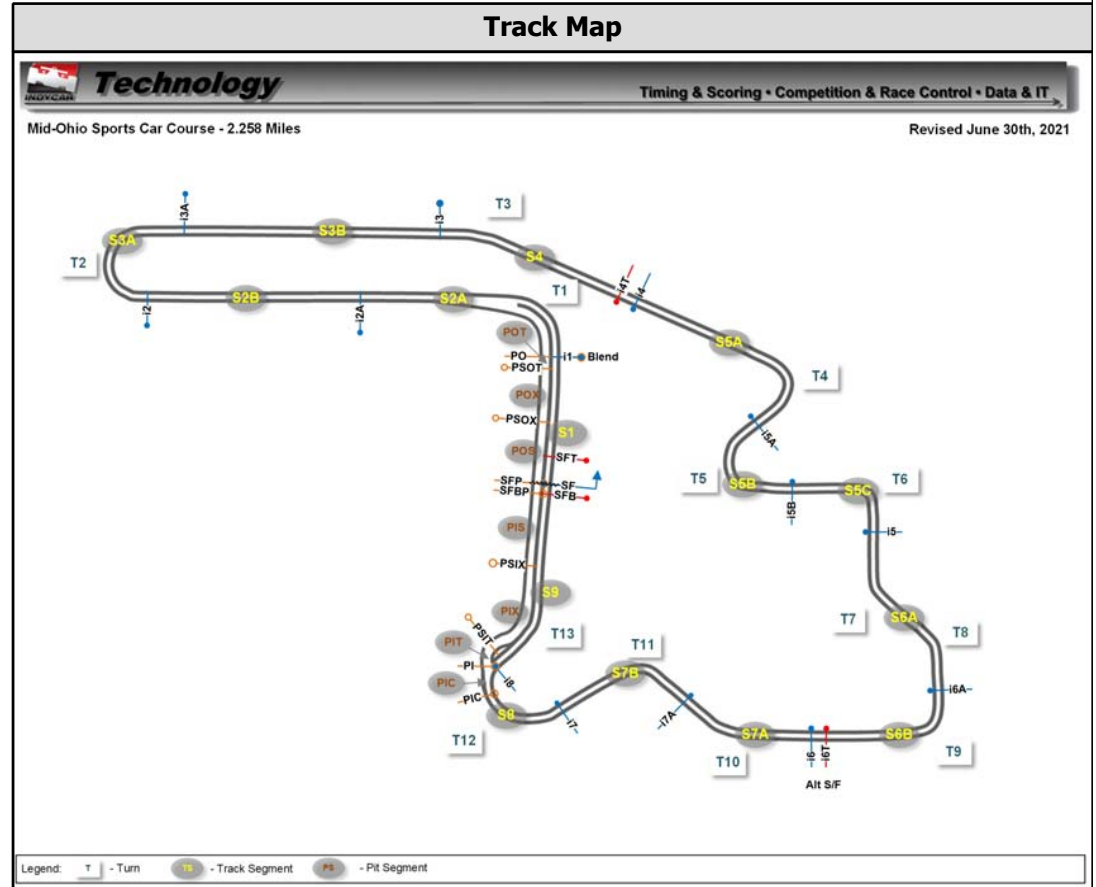 Track Map
INDYCAR Technology
Timing & Scoring • Competition & Race Control • Data & IT
Mid-Ohio Sports Car Course - 2.258 Miles
Revised June 30th, 2021
i3A
i3
T3
S3A
S3B
S4
T2
i4T
i4
T1
S2B
S2A
i2
i2A
POT
PO
i1
Blend
PSOT
S5A
T4
POX
PSOX
S1
i5A
POS
SFT
T5
S5B
S5C
T6
SFP
SF
SFBP
SFB
i5B
PIS
i5
PSIX
S9
PIX
T7
S6A
T8
PSIT
T13
PIT
T11
PI
i8
S7B
PIC
PIC
i6A
S8
i7
i7A
T12
S7A
S6B
T10
T9
i6
i6T
Alt S/F
Legend: T - Turn TS - Track Segment PS - Pit Segment